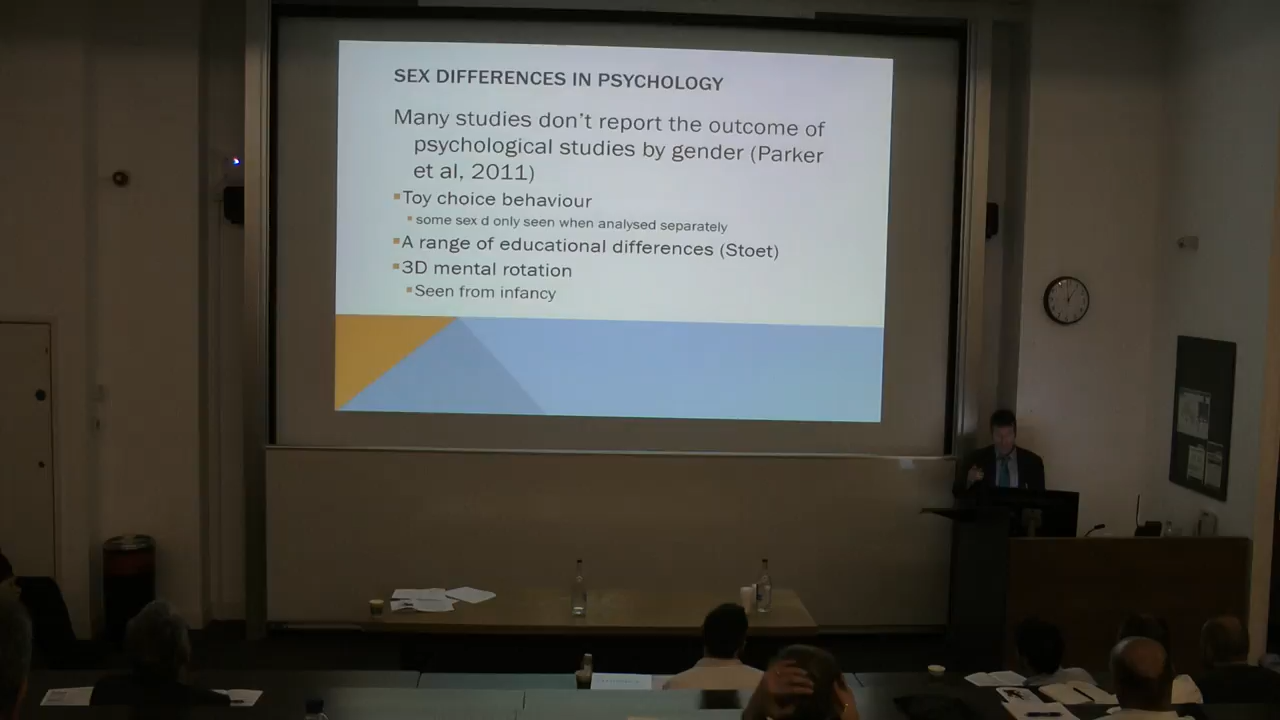 SEX DIFFERENCES IN PSYCHOLOGY
Many studies don't report the outcome of
psychological studies by gender (Parker
et al, 2011)
Toy choice behaviour
some sex d only seen when analysed separately
A range of educational differences (Stoet)
3D mental rotation
Seen from infancy